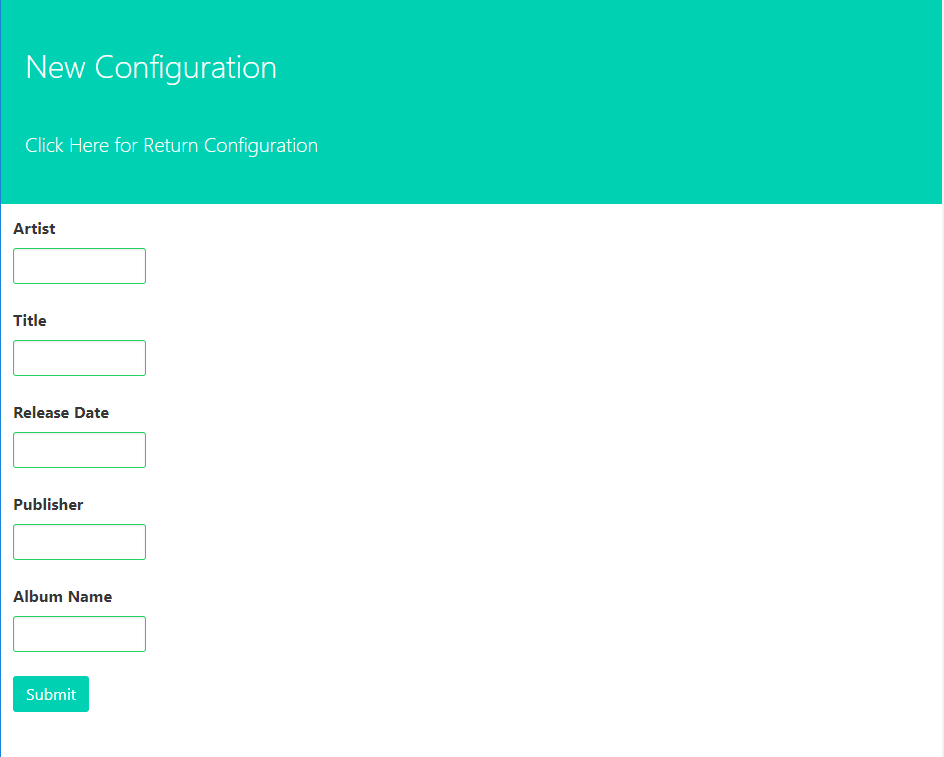 New Configuration
Click Here for Return Configuration
Artist
Title
Release Date
Publisher
Album Name
Submit